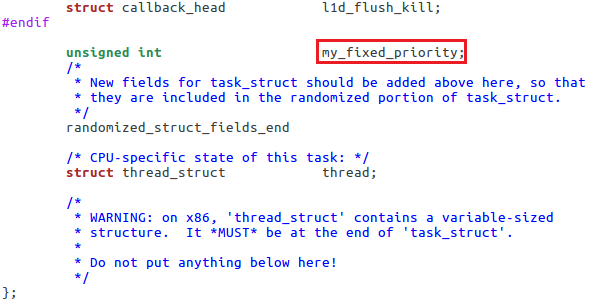 struct callback_head l1d_flush_kill;
#endif
unsigned int my_fixed_priority;
/*
* New fields for task_struct should be added above here, so that
* they are included in the randomized portion of task_struct.
*/
randomized_struct_fields_end
/* CPU-specific state of this task: */
struct thread_struct thread;
/*
* WARNING: on x86, 'thread_struct' contains a variable-sized
* structure. It *MUST* be at the end of 'task_struct'.
*
* Do not put anything below here!
*/
};